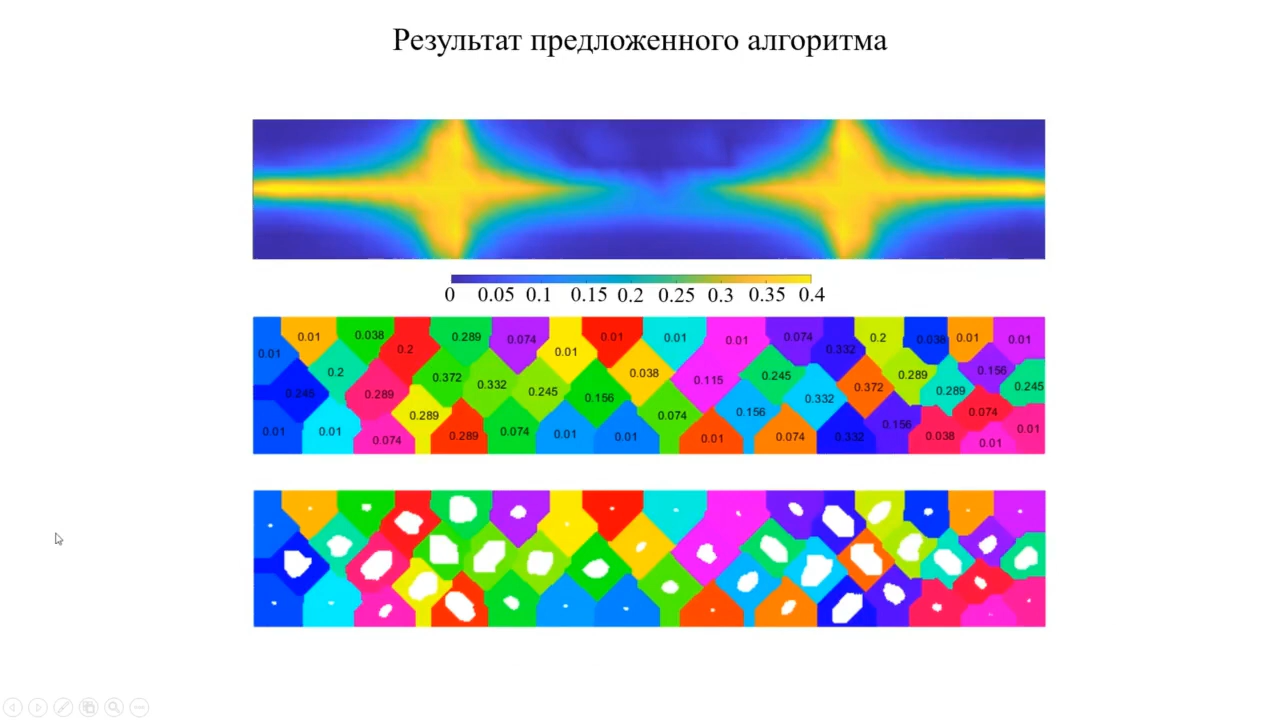 Результат предложенного алгоритма
0 0.05 0.1 0.15 0.2 0.25 0.3 0.35 0.4
0.01 0.038 0.289 0.074 0.01 0.01 0.01 0.074 0.2 0.038 0.01 0.01
0.01 0.2 0.01 0.332
0.2 0.372 0.332 0.038 0.115 0.245 0.289 0.156
0.245 0.289 0.245 0.156 0.332 0.372 0.289 0.245
0.289 0.074 0.156 0.074
0.01 0.01 0.074 0.289 0.074 0.01 0.01 0.01 0.074 0.332 0.156 0.038 0.01 0.01